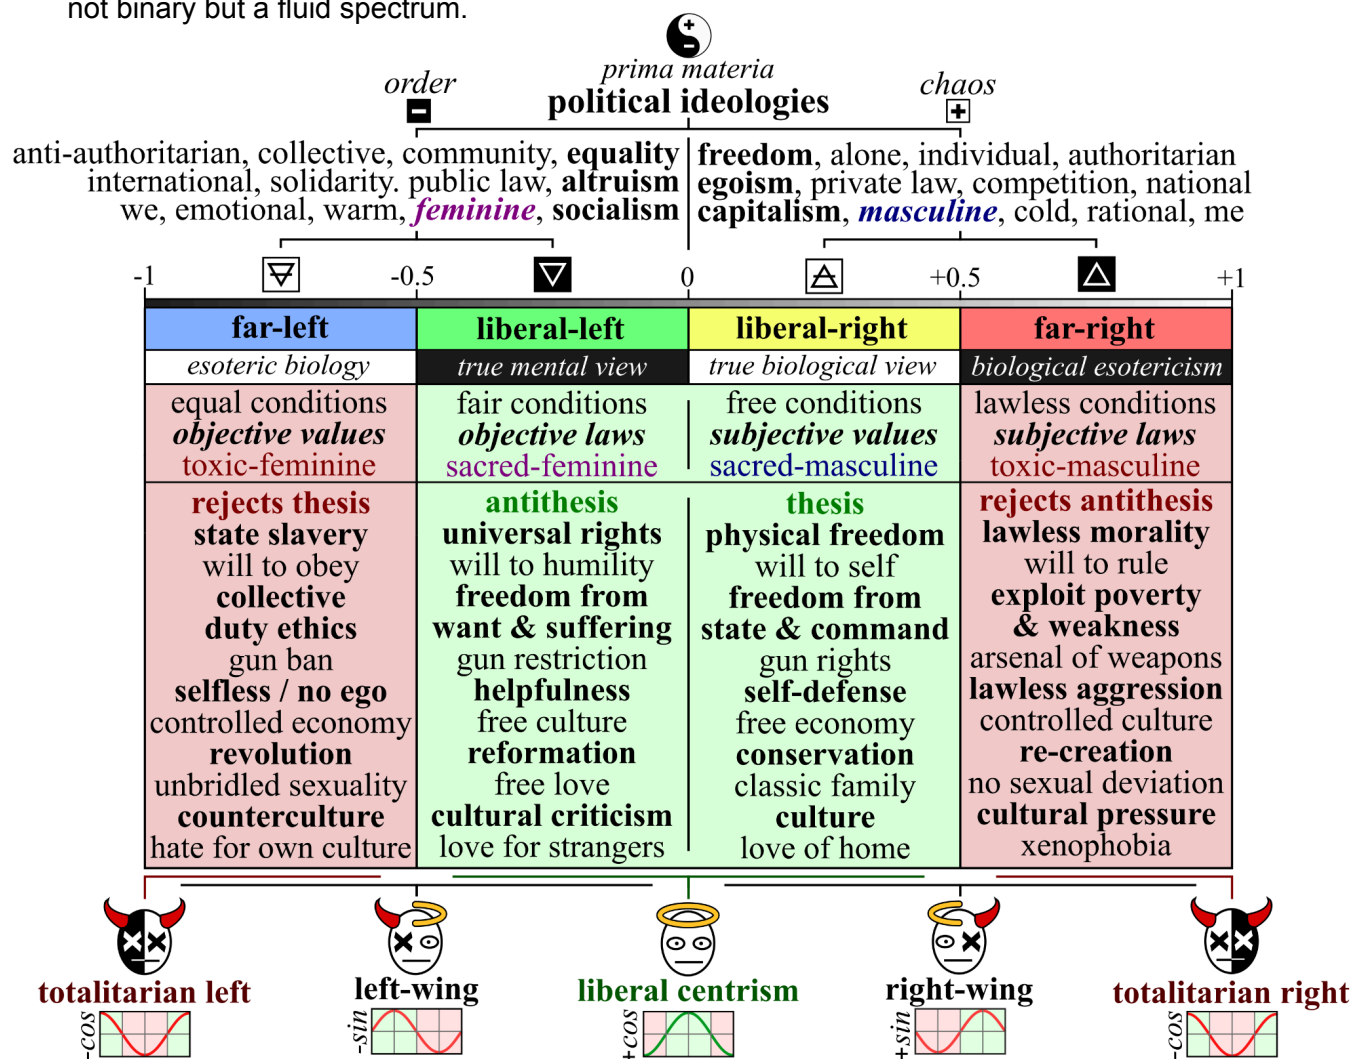 not binary but a fluid spectrum.
prima materia
order
chaos
political ideologies
anti-authoritarian, collective, community, equality
international, solidarity. public law, altruism
we, emotional, warm, feminine, socialism
freedom, alone, individual, authoritarian
egoism, private law, competition, national
capitalism, masculine, cold, rational, me
-1
-0.5
0
+0.5
+1
far-left
liberal-left
liberal-right
far-right
esoteric biology
true mental view
true biological view
biological esotericism
equal conditions
objective values
toxic-feminine
fair conditions
objective laws
sacred-feminine
free conditions
subjective values
sacred-masculine
lawless conditions
subjective laws
toxic-masculine
rejects thesis
state slavery
will to obey
collective
duty ethics
gun ban
selfless / no ego
controlled economy
revolution
unbridled sexuality
counterculture
hate for own culture
antithesis
universal rights
will to humility
freedom from
want & suffering
gun restriction
helpfulness
free culture
reformation
free love
cultural criticism
love for strangers
thesis
physical freedom
will to self
freedom from
state & command
gun rights
self-defense
free economy
conservation
classic family
culture
love of home
rejects antithesis
lawless morality
will to rule
exploit poverty
& weakness
arsenal of weapons
lawless aggression
controlled culture
re-creation
no sexual deviation
cultural pressure
xenophobia
totalitarian left
left-wing
liberal centrism
right-wing
totalitarian right
-cos
-sin
+cos
+sin
-cos